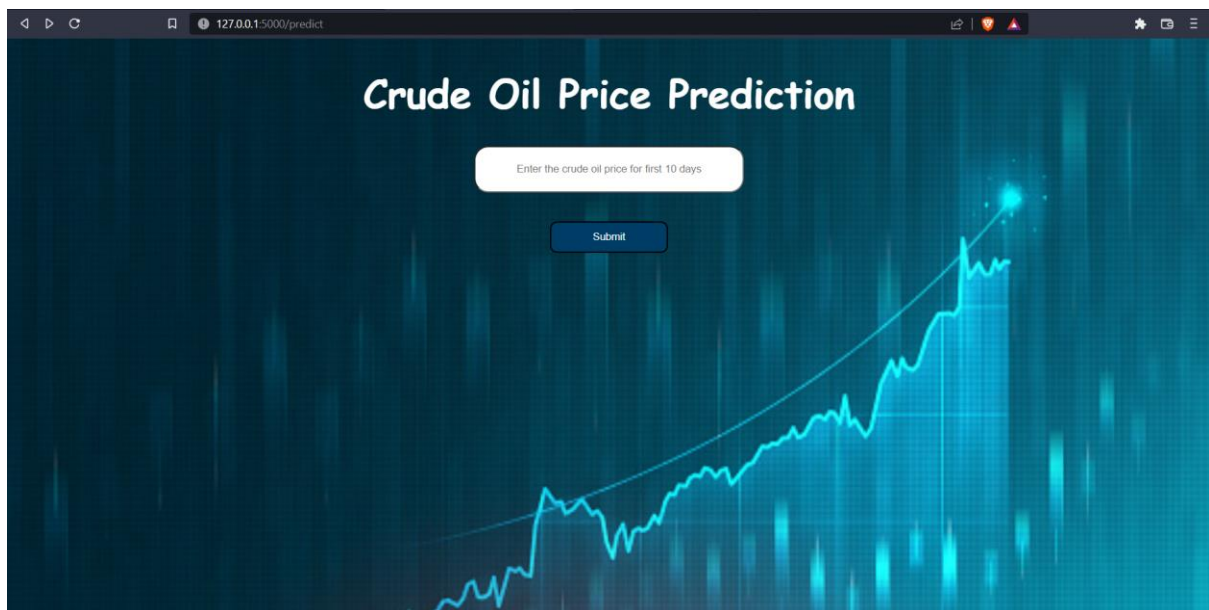 127.0.0.1:5000/predict
Crude Oil Price Prediction
Enter the crude oil price for first 10 days
Submit